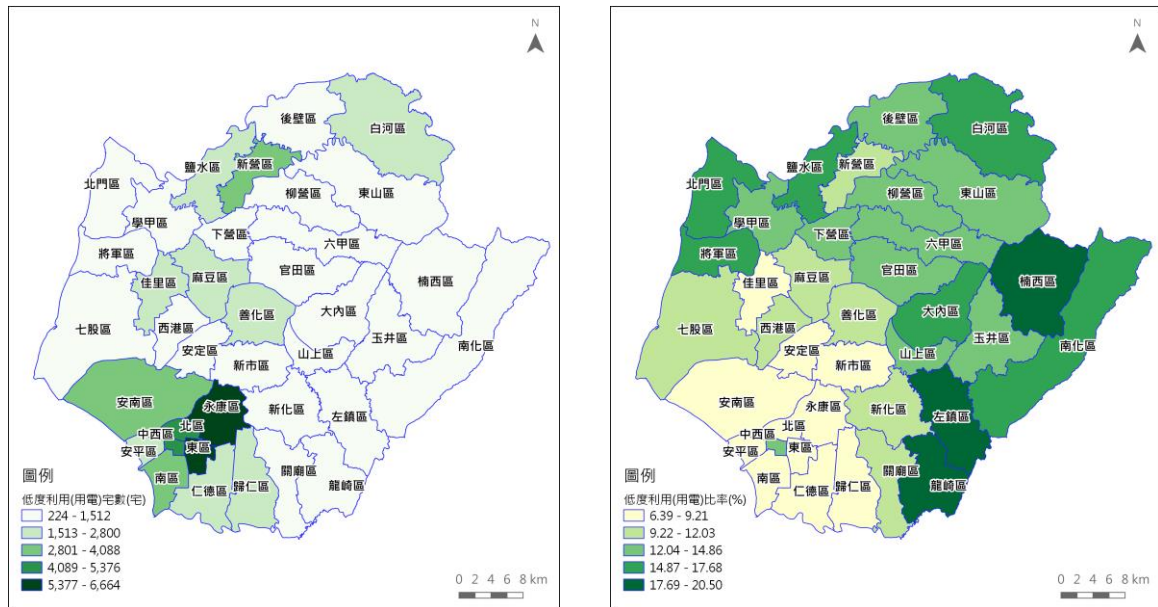 N
後壁區
白河區
鹽水區
新營區
北門區
柳營區
東山區
學甲區
下營區
六甲區
將軍區
佳里區
麻豆區
官田區
楠西區
七股區
西港區
善化區
大內區
玉井區
南化區
安定區
山上區
新市區
安南區
永康區
北區
新化區
左鎮區
中西區
東區
安平區
南區
仁德區
歸仁區
關廟區
龍崎區
圖例
低度利用(用電)宅數(宅)
224 - 1,512
1,513 - 2,800
2,801 - 4,088
4,089 - 5,376
5,377 - 6,664
0 2 4 6 8 km
N
後壁區
白河區
鹽水區
新營區
北門區
柳營區
東山區
學甲區
下營區
六甲區
將軍區
佳里區
麻豆區
官田區
楠西區
七股區
西港區
善化區
大內區
玉井區
南化區
安定區
山上區
新市區
安南區
永康區
北區
新化區
左鎮區
中西區
東區
安平區
南區
仁德區
歸仁區
關廟區
龍崎區
圖例
低度利用(用電)比率(%)
6.39 - 9.21
9.22 - 12.03
12.04 - 14.86
14.87 - 17.68
17.69 - 20.50
0 2 4 6 8 km